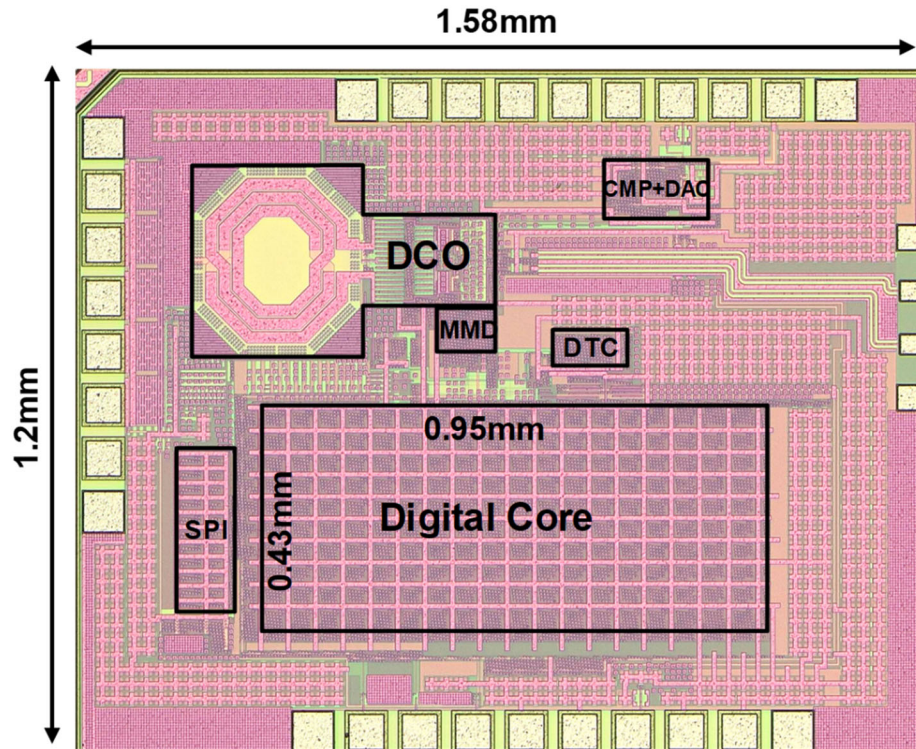 1.58mm
1.2mm
CMP+DAC
DCO
MMD
DTC
0.95mm
0.43mm
Digital Core
SPI